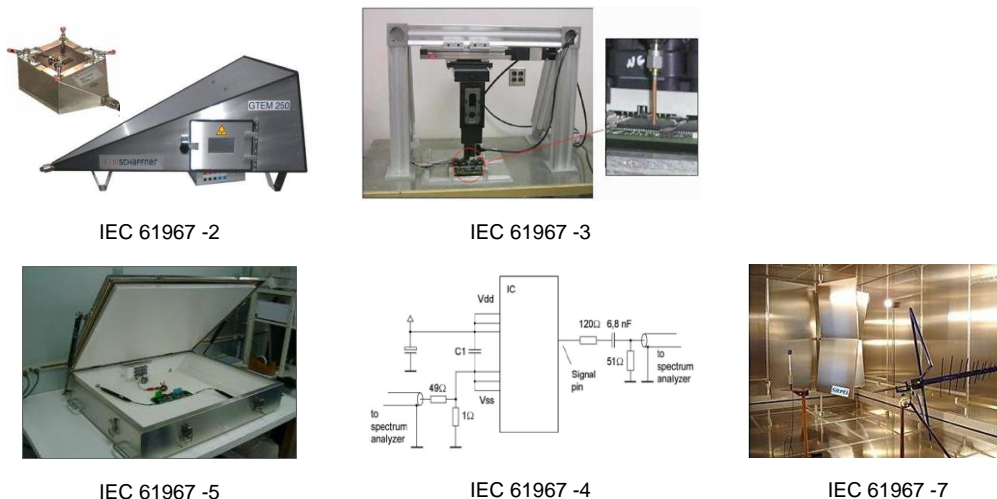 GTEM 250
SCHAFFNER
IEC 61967 -2
IEC 61967 -3
IC
Vdd
120Ω 6,8 nF
C1
51Ω
to
spectrum
analyzer
Signal
pin
49Ω
Vss
1Ω
to
spectrum
analyzer
SIEPEL
IEC 61967 -5
IEC 61967 -4
IEC 61967 -7